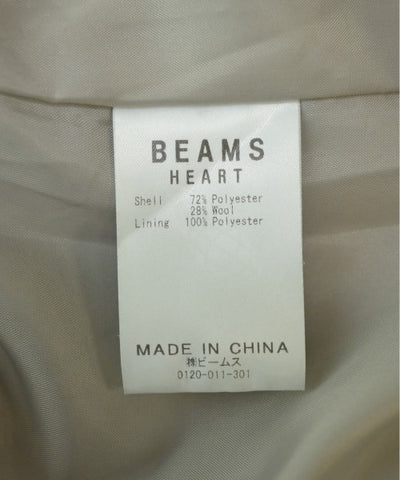 BEAMS
HEART
Shell 72% Polyester
28% Wool
Lining 100% Polyester
MADE IN CHINA
㈱ビームス
0120-011-301